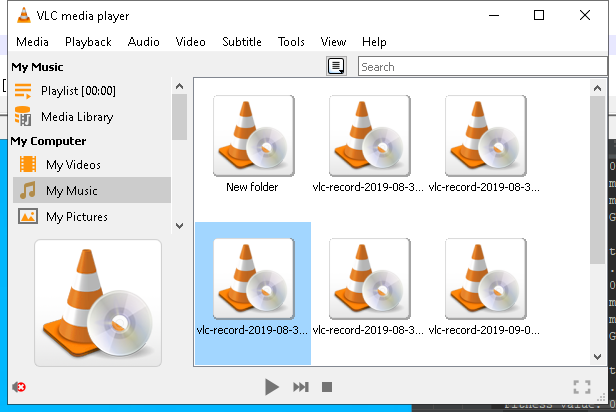 VLC media player
Media Playback Audio Video Subtitle Tools View Help
My Music
Search
Playlist [00:00]
Media Library
My Computer
My Videos
My Music
My Pictures
New folder
vlc-record-2019-08-3...
vlc-record-2019-08-3...
vlc-record-2019-08-3...
vlc-record-2019-08-3...
vlc-record-2019-09-0...